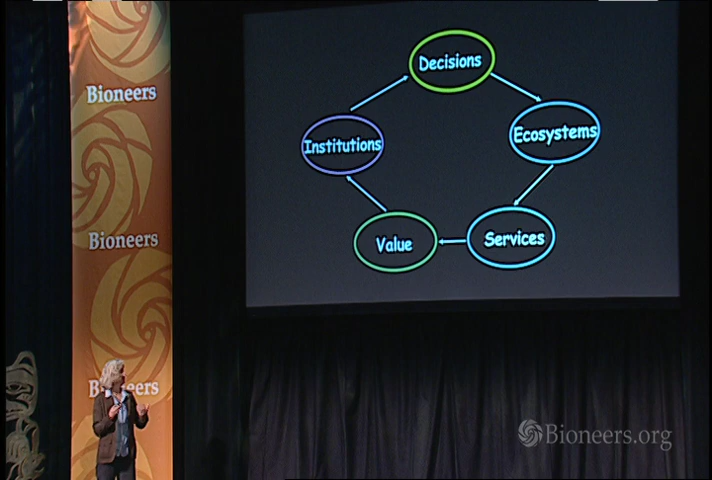 Decisions
Bioneers
Ecosystems
Institutions
Bioneers
Value
Services
Bioneers
Bioneers.org